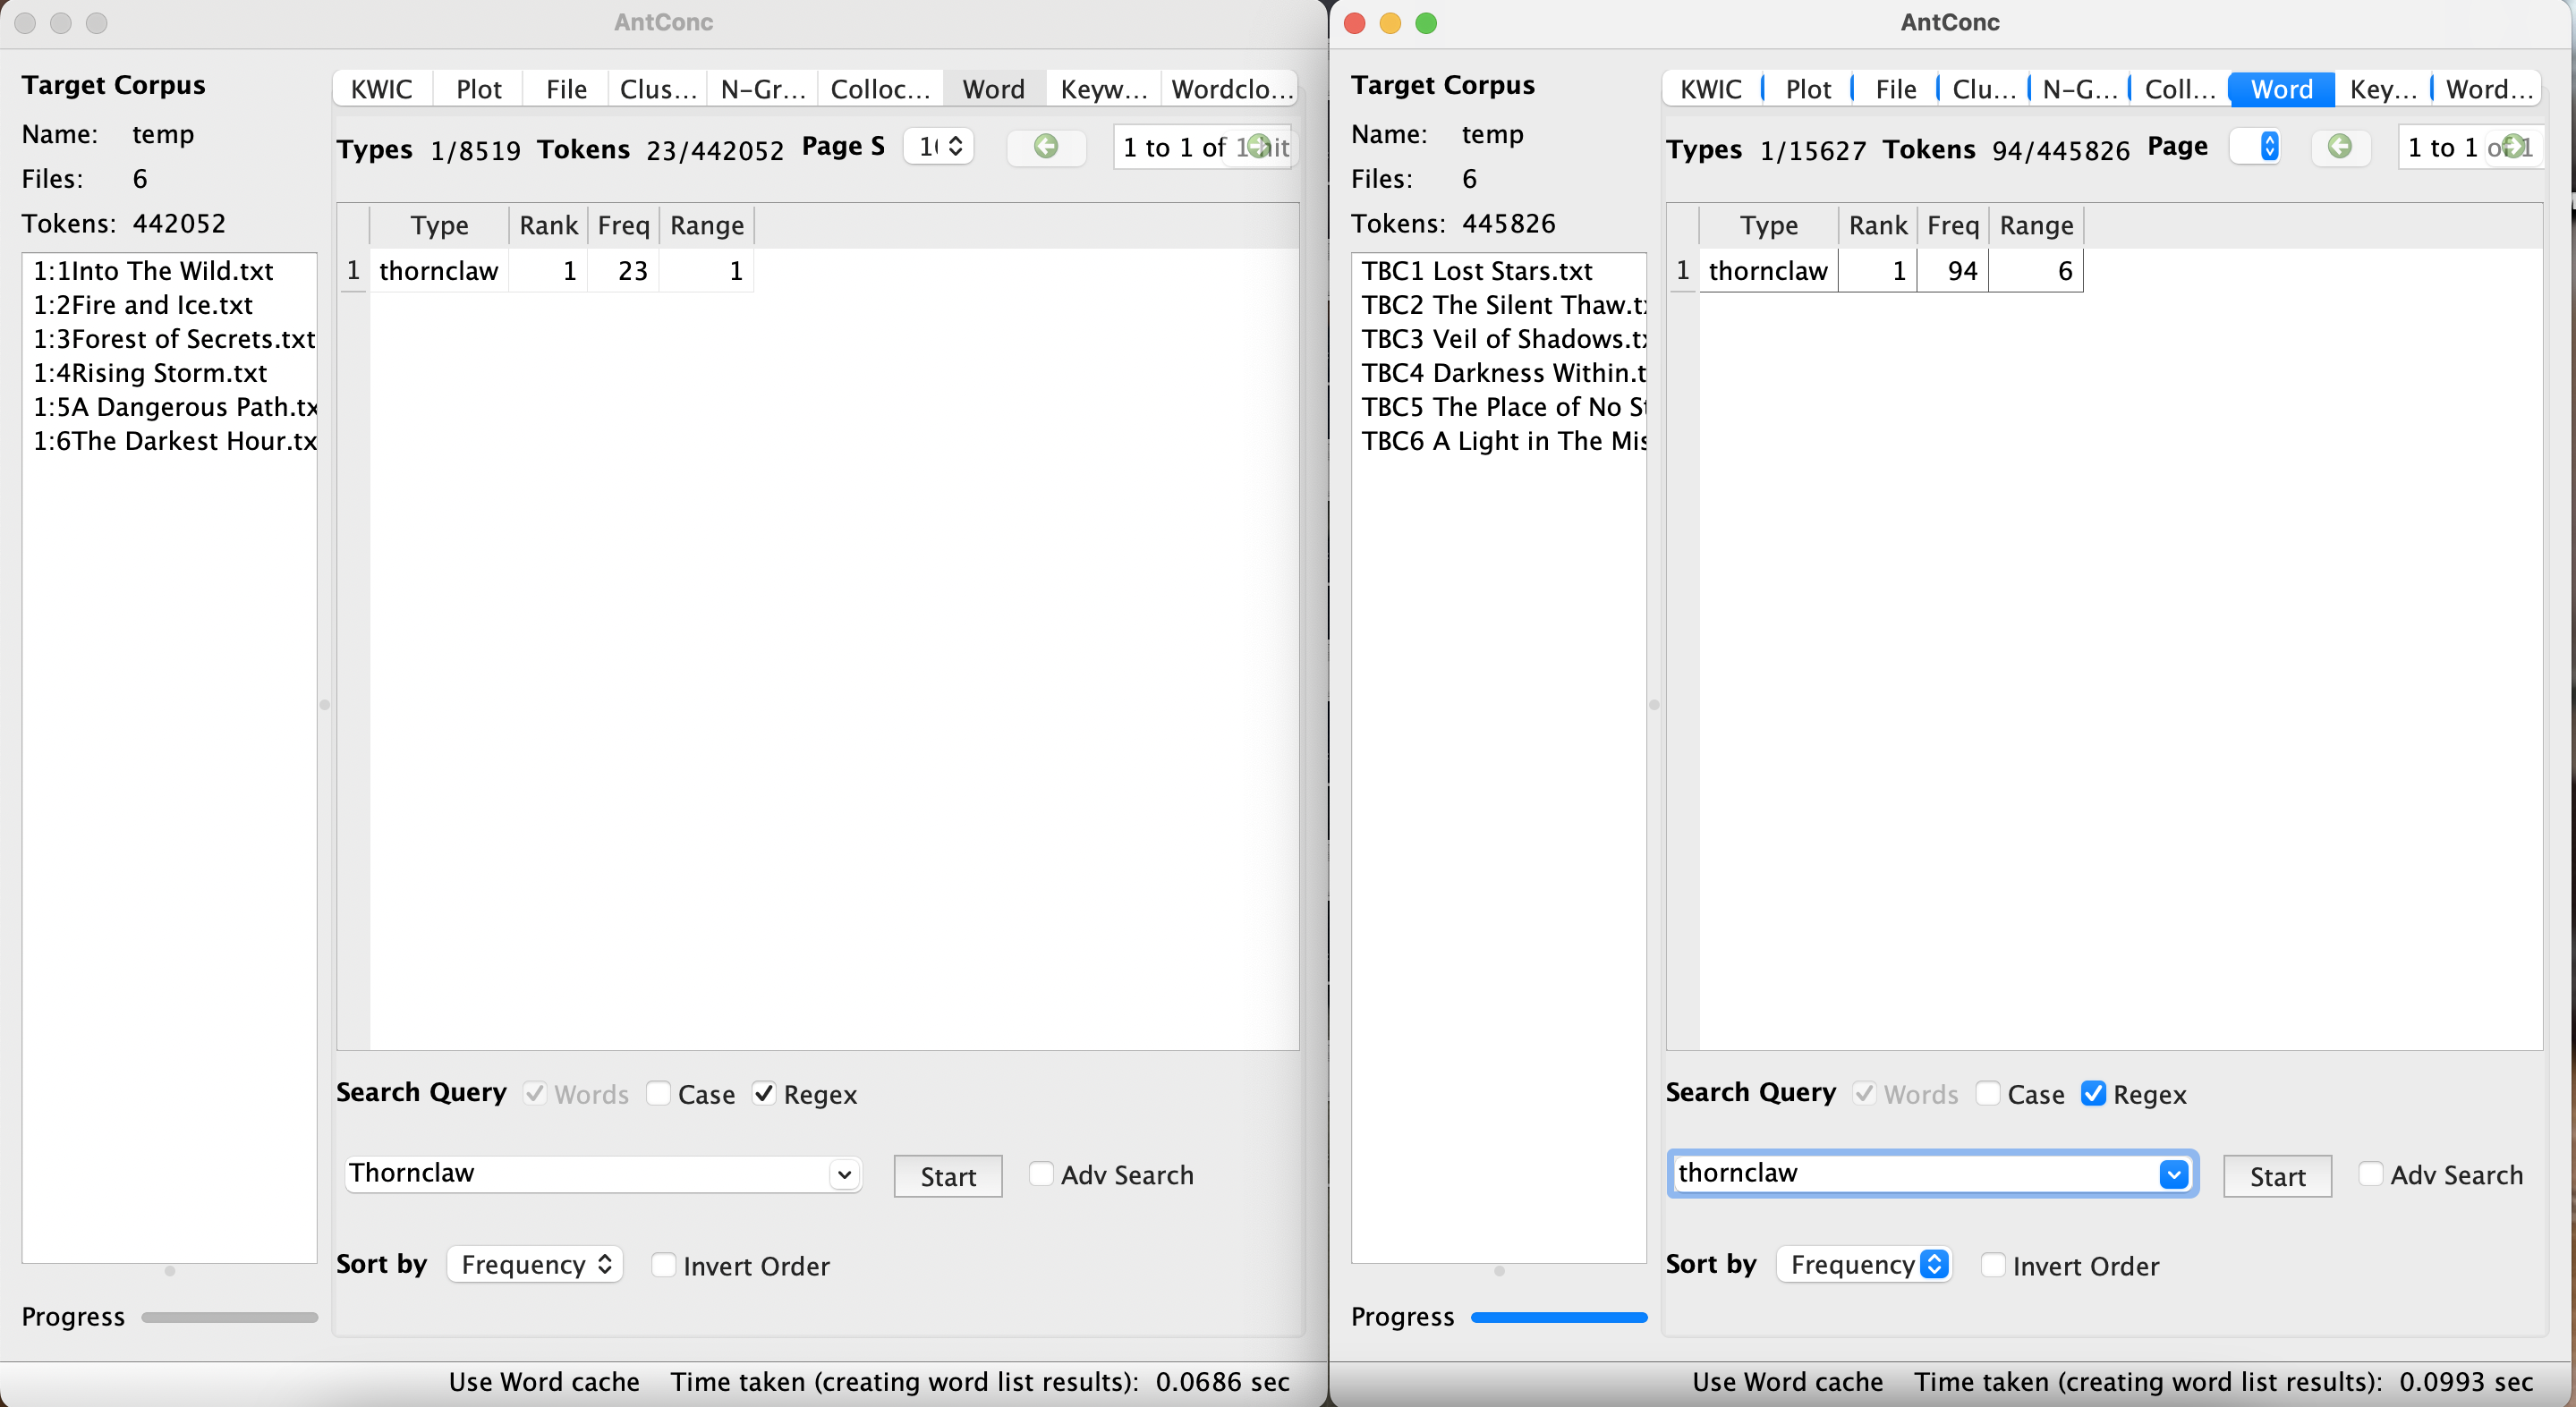 AntConc
Target Corpus
Name: temp
Files: 6
Tokens: 442052
1:1Into The Wild.txt
1:2Fire and Ice.txt
1:3Forest of Secrets.txt
1:4Rising Storm.txt
1:5A Dangerous Path.tx
1:6The Darkest Hour.tx
Progress
KWIC Plot File Clus... N-Gr... Colloc... Word Keyw... Wordclo...
Types 1/8519 Tokens 23/442052 Page S 1 to 1 of 1 hit
Type Rank Freq Range
1 thornclaw 1 23 1
Search Query Words Case Regex
Thornclaw Start Adv Search
Sort by Frequency Invert Order
Use Word cache Time taken (creating word list results): 0.0686 sec
AntConc
Target Corpus
Name: temp
Files: 6
Tokens: 445826
TBC1 Lost Stars.txt
TBC2 The Silent Thaw.tx
TBC3 Veil of Shadows.tx
TBC4 Darkness Within.t
TBC5 The Place of No St
TBC6 A Light in The Mis
Progress
KWIC Plot File Clu... N-G... Coll... Word Key... Word...
Types 1/15627 Tokens 94/445826 Page 1 to 1 of 1
Type Rank Freq Range
1 thornclaw 1 94 6
Search Query Words Case Regex
thornclaw Start Adv Search
Sort by Frequency Invert Order
Use Word cache Time taken (creating word list results): 0.0993 sec